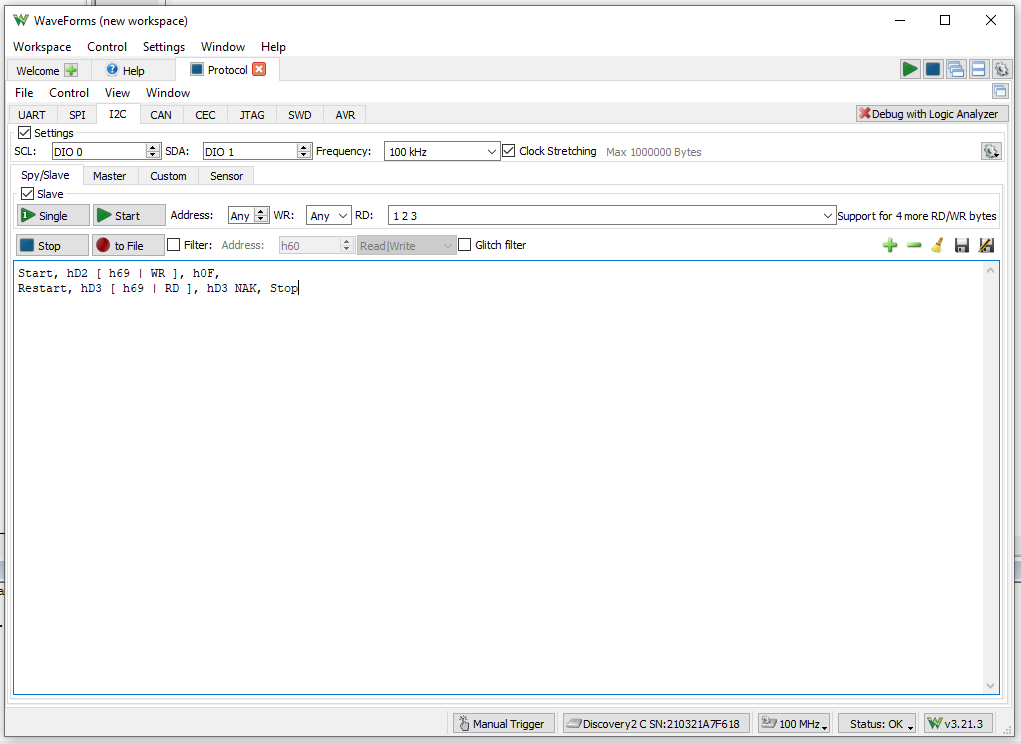 WaveForms (new workspace)
Workspace Control Settings Window Help
Welcome Help Protocol
File Control View Window
UART SPI I2C CAN CEC JTAG SWD AVR Debug with Logic Analyzer
Settings
SCL: DIO 0 SDA: DIO 1 Frequency: 100 kHz Clock Stretching Max 1000000 Bytes
Spy/Slave Master Custom Sensor
Slave
1 Single Start Address: Any WR: Any RD: 1 2 3 Support for 4 more RD/WR bytes
Stop to File Filter: Address: h60 Read|Write Glitch filter
Start, hD2 [ h69 | WR ], h0F,
Restart, hD3 [ h69 | RD ], hD3 NAK, Stop
Manual Trigger Discovery2 C SN:210321A7F618 100 MHz Status: OK v3.21.3